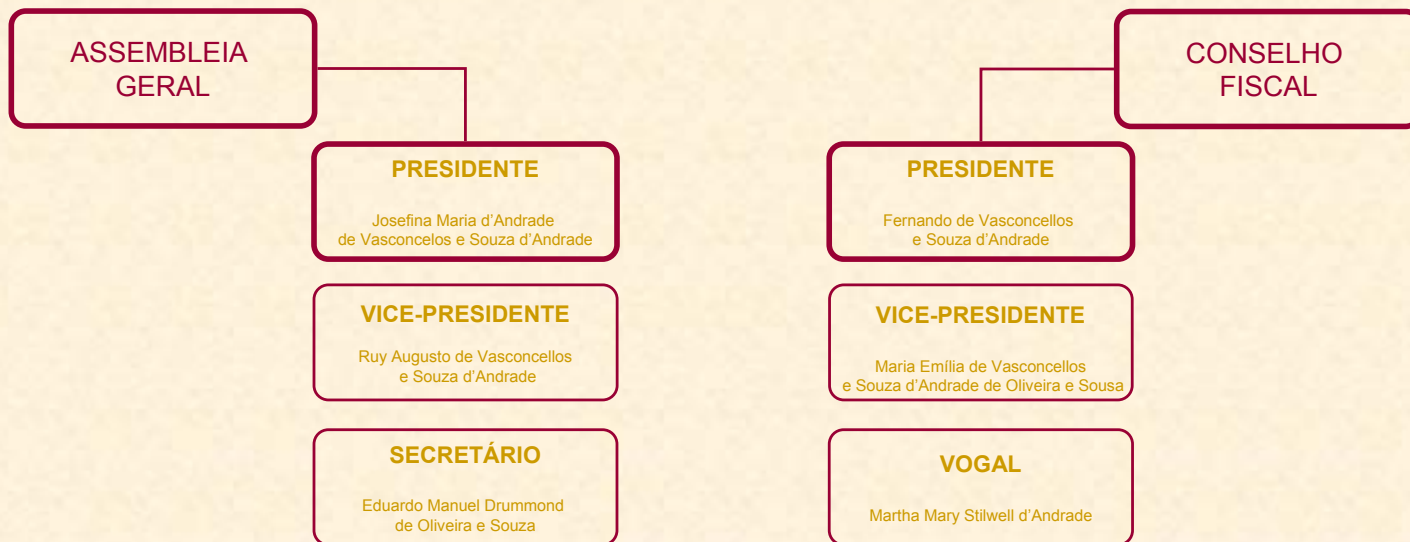 ASSEMBLEIA
GERAL
PRESIDENTE
Josefina Maria d’Andrade
de Vasconcelos e Souza d’Andrade
VICE-PRESIDENTE
Ruy Augusto de Vasconcellos
e Souza d’Andrade
SECRETÁRIO
Eduardo Manuel Drummond
de Oliveira e Souza
CONSELHO
FISCAL
PRESIDENTE
Fernando de Vasconcellos
e Souza d’Andrade
VICE-PRESIDENTE
Maria Emília de Vasconcellos
e Souza d’Andrade de Oliveira e Sousa
VOGAL
Martha Mary Stilwell d’Andrade